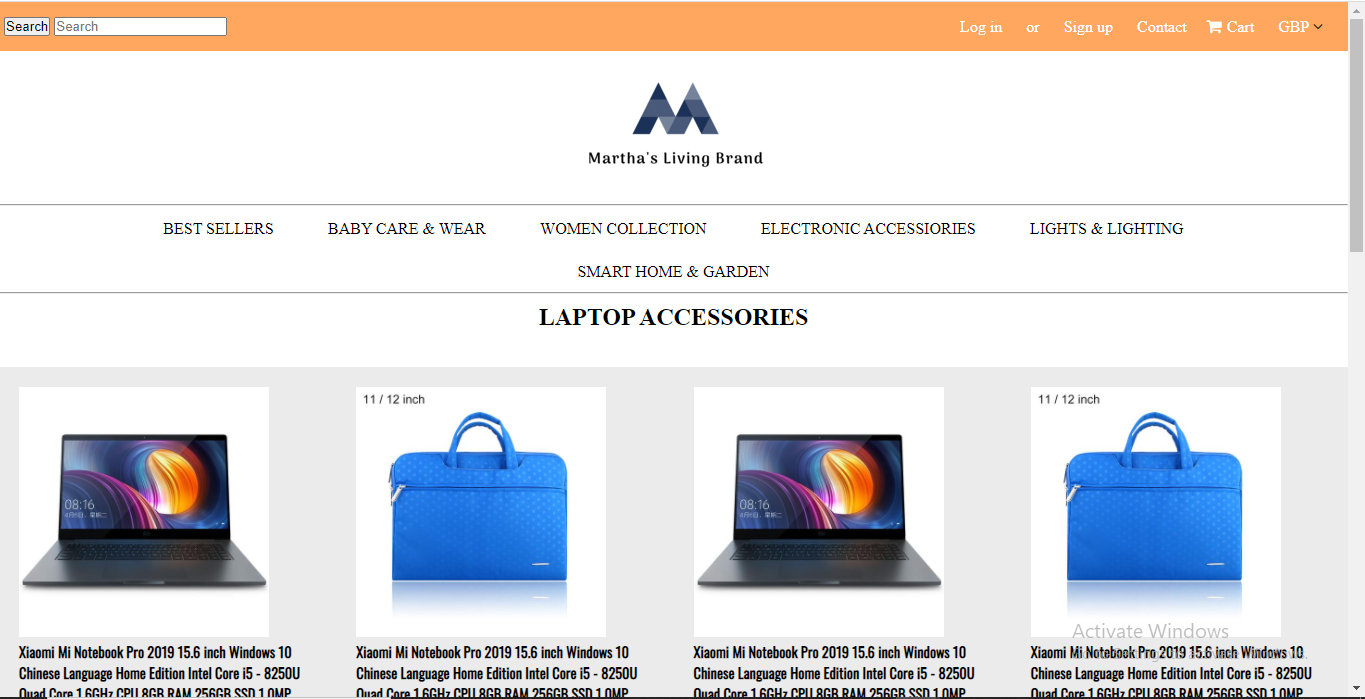 Search Search Log in or Sign up Contact Cart GBP
Martha's Living Brand
BEST SELLERS BABY CARE & WEAR WOMEN COLLECTION ELECTRONIC ACCESSIORIES LIGHTS & LIGHTING
SMART HOME & GARDEN
LAPTOP ACCESSORIES
08:16
11 / 12 inch
08:16
11 / 12 inch
Activate Windows
Xiaomi Mi Notebook Pro 2019 15.6 inch Windows 10
Chinese Language Home Edition Intel Core i5 - 8250U
Quad Core 1.6GHz CPU 8GB RAM 256GB SSD 1.0MP
Xiaomi Mi Notebook Pro 2019 15.6 inch Windows 10
Chinese Language Home Edition Intel Core i5 - 8250U
Quad Core 1.6GHz CPU 8GB RAM 256GB SSD 1.0MP
Xiaomi Mi Notebook Pro 2019 15.6 inch Windows 10
Chinese Language Home Edition Intel Core i5 - 8250U
Quad Core 1.6GHz CPU 8GB RAM 256GB SSD 1.0MP
Xiaomi Mi Notebook Pro 2019 15.6 inch Windows 10
Chinese Language Home Edition Intel Core i5 - 8250U
Quad Core 1.6GHz CPU 8GB RAM 256GB SSD 1.0MP